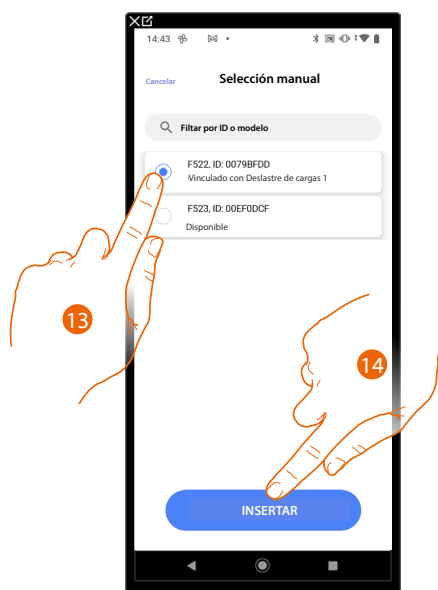 14:43
Cancelar
Selección manual
Filtar por ID o modelo
F522. ID: 0079BFDD
Vinculado con Deslastre de cargas 1
F523, ID: 00EF0DCF
Disponible
13
14
INSERTAR